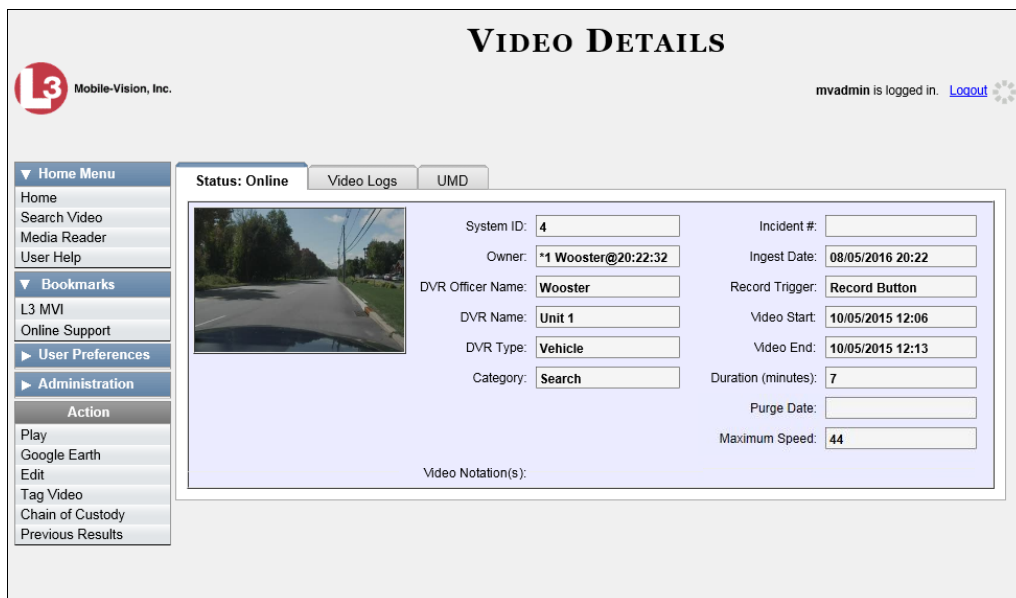 VIDEO DETAILS
L3 Mobile-Vision, Inc.
mvadmin is logged in. Logout
▼ Home Menu
Home
Search Video
Media Reader
User Help
▼ Bookmarks
L3 MVI
Online Support
▶ User Preferences
▶ Administration
Action
Play
Google Earth
Edit
Tag Video
Chain of Custody
Previous Results
Status: Online
Video Logs
UMD
System ID: 4
Owner: *1 Wooster@20:22:32
DVR Officer Name: Wooster
DVR Name: Unit 1
DVR Type: Vehicle
Category: Search
Incident #:
Ingest Date: 08/05/2016 20:22
Record Trigger: Record Button
Video Start: 10/05/2015 12:06
Video End: 10/05/2015 12:13
Duration (minutes): 7
Purge Date:
Maximum Speed: 44
Video Notation(s):